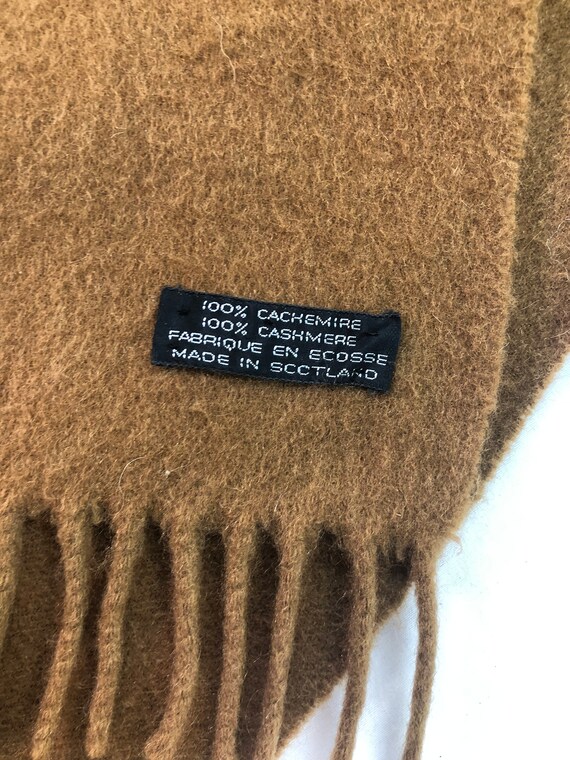 100% CACHEMIRE
100% CASHMERE
FABRIQUE EN ECOSSE
MADE IN SCOTLAND